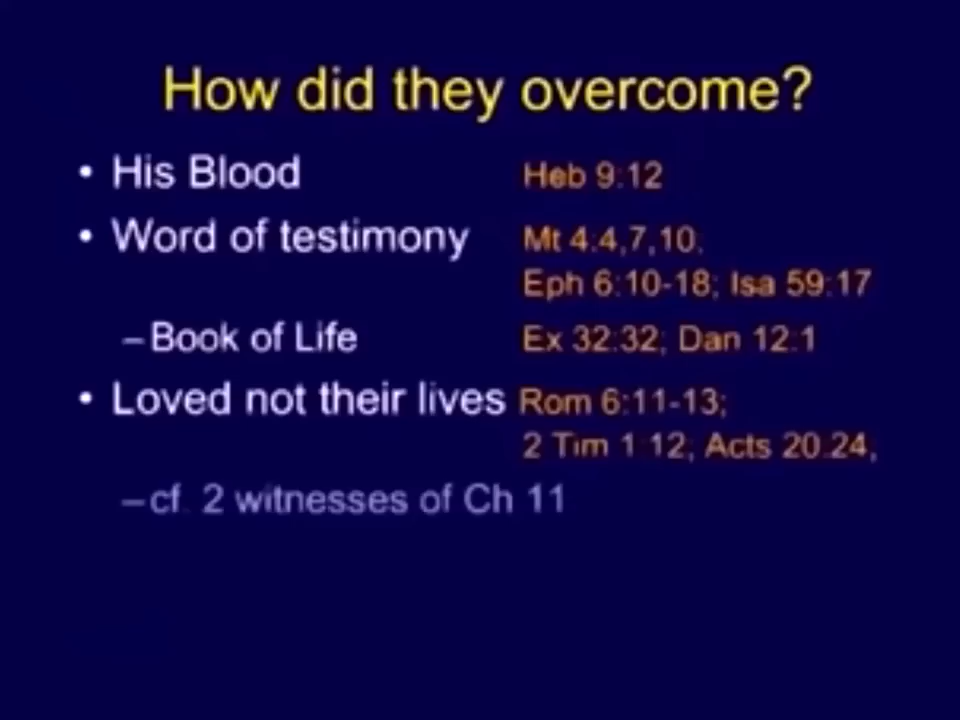 How did they overcome?
• His Blood Heb 9:12
• Word of testimony Mt 4:4,7,10;
Eph 6:10-18; Isa 59:17
– Book of Life Ex 32:32; Dan 12:1
• Loved not their lives Rom 6:11-13;
2 Tim 1:12; Acts 20:24,
– cf. 2 witnesses of Ch 11